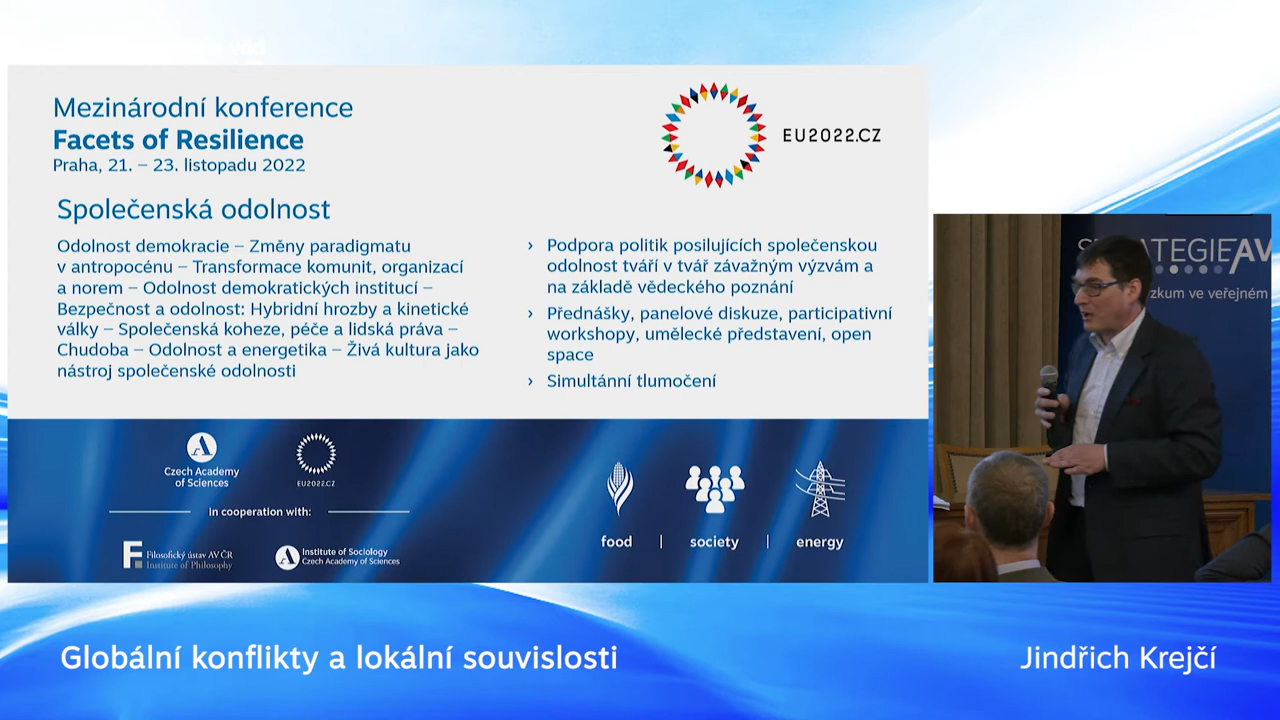 Mezinárodní konference
Facets of Resilience
Praha, 21. – 23. listopadu 2022
EU2022.CZ
Společenská odolnost
Odolnost demokracie – Změny paradigmatu
v antropocénu – Transformace komunit, organizací
a norem – Odolnost demokratických institucí –
Bezpečnost a odolnost: Hybridní hrozby a kinetické
války – Společenská koheze, péče a lidská práva –
Chudoba – Odolnost a energetika – Živá kultura jako
nástroj společenské odolnosti
› Podpora politik posilujících společenskou
odolnost tváří v tvář závažným výzvám a
na základě vědeckého poznání
› Přednášky, panelové diskuze, participativní
workshopy, umělecké představení, open
space
› Simultánní tlumočení
Czech Academy
of Sciences
EU2022.CZ
In cooperation with:
Filosofický ústav AV ČR
Institute of Philosophy
Institute of Sociology
Czech Academy of Sciences
food | society | energy
ATEGIE AV
zkum ve veřejném
Globální konflikty a lokální souvislosti
Jindřich Krejčí